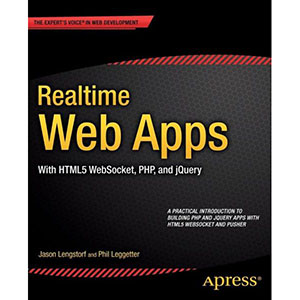 THE EXPERT'S VOICE® IN WEB DEVELOPMENT
Realtime
Web Apps
With HTML5 WebSocket, PHP, and jQuery
A PRACTICAL INTRODUCTION TO
BUILDING PHP AND JQUERY APPS WITH
HTML5 WEBSOCKET AND PUSHER
Jason Lengstorf and Phil Leggetter
Apress®